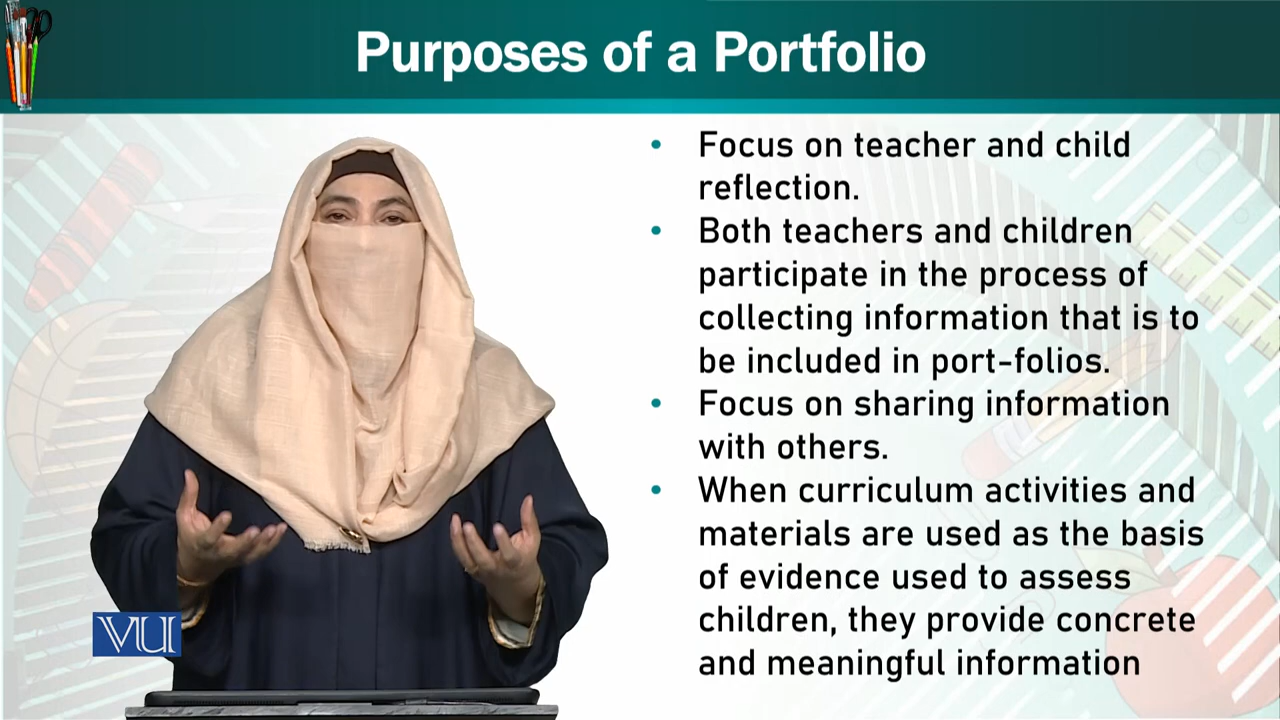 Purposes of a Portfolio
• Focus on teacher and child
reflection.
• Both teachers and children
participate in the process of
collecting information that is to
be included in port-folios.
• Focus on sharing information
with others.
• When curriculum activities and
materials are used as the basis
of evidence used to assess
children, they provide concrete
and meaningful information
VU